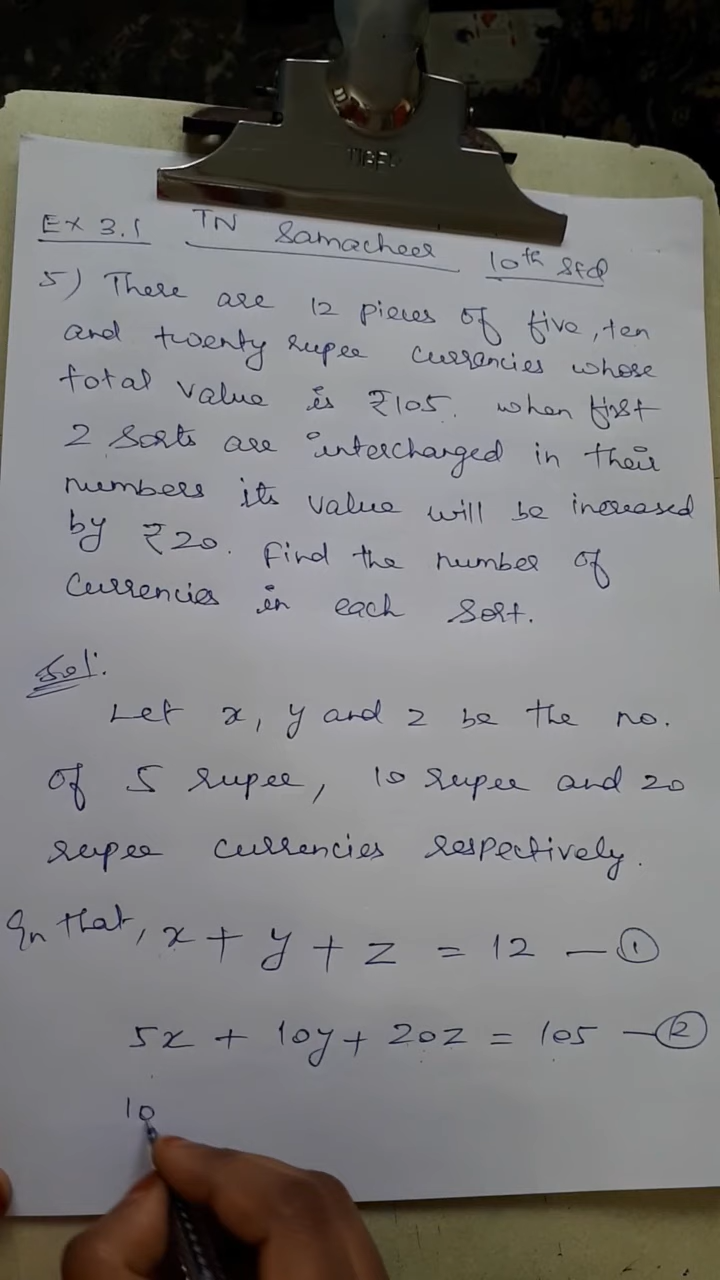 TIGER
Ex 3.1 TN Samacheer 10th Std
5) There are 12 pieces of five, ten
and twenty rupee currencies whose
total value is ₹105. when first
2 sorts are interchanged in their
numbers its value will be increased
by ₹20. Find the number of
currencies in each sort.
Sol:
Let x, y and z be the no.
of 5 rupee, 10 rupee and 20
rupee currencies respectively.
Gn that, x + y + z = 12 — ①
5x + 10y + 20z = 105 — ②
10